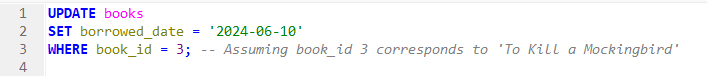 1 UPDATE books
2 SET borrowed_date = '2024-06-10'
3 WHERE book_id = 3; -- Assuming book_id 3 corresponds to 'To Kill a Mockingbird'
4